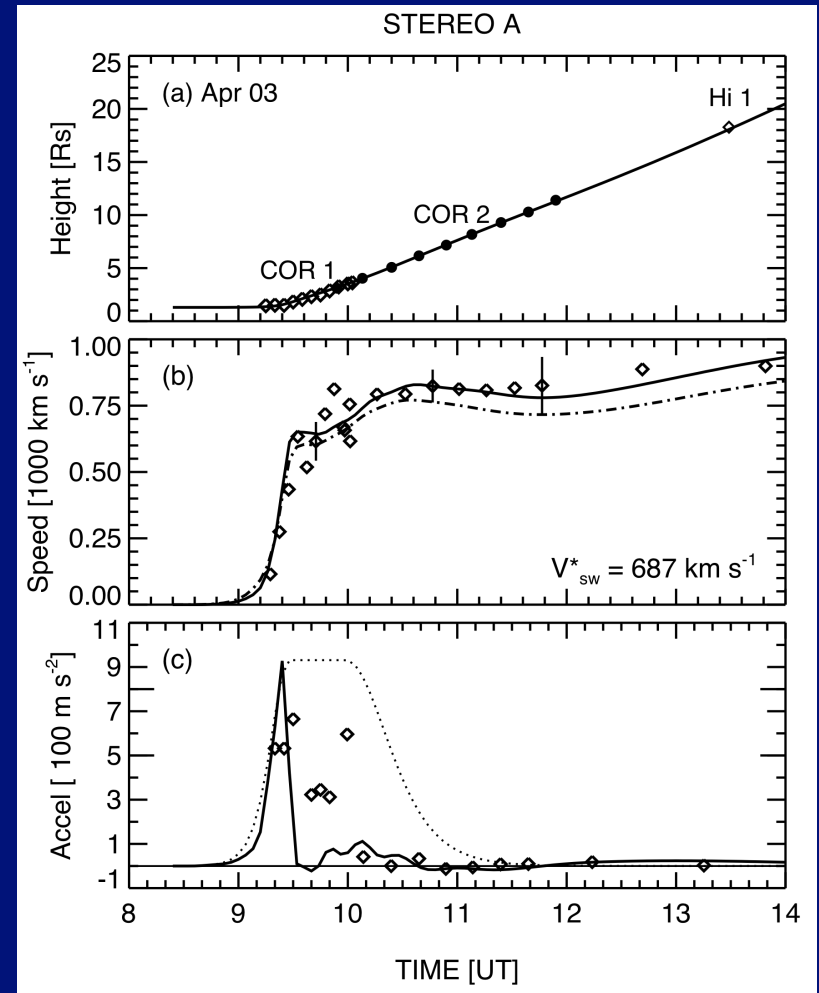 STEREO A
(a) Apr 03
Hi 1
COR 2
COR 1
Height [Rs]
25
20
15
10
5
0
(b)
V*sw = 687 km s-1
Speed [1000 km s-1]
1.00
0.75
0.50
0.25
0.00
(c)
Accel [ 100 m s-2]
11
9
7
5
3
1
-1
8 9 10 11 12 13 14
TIME [UT]